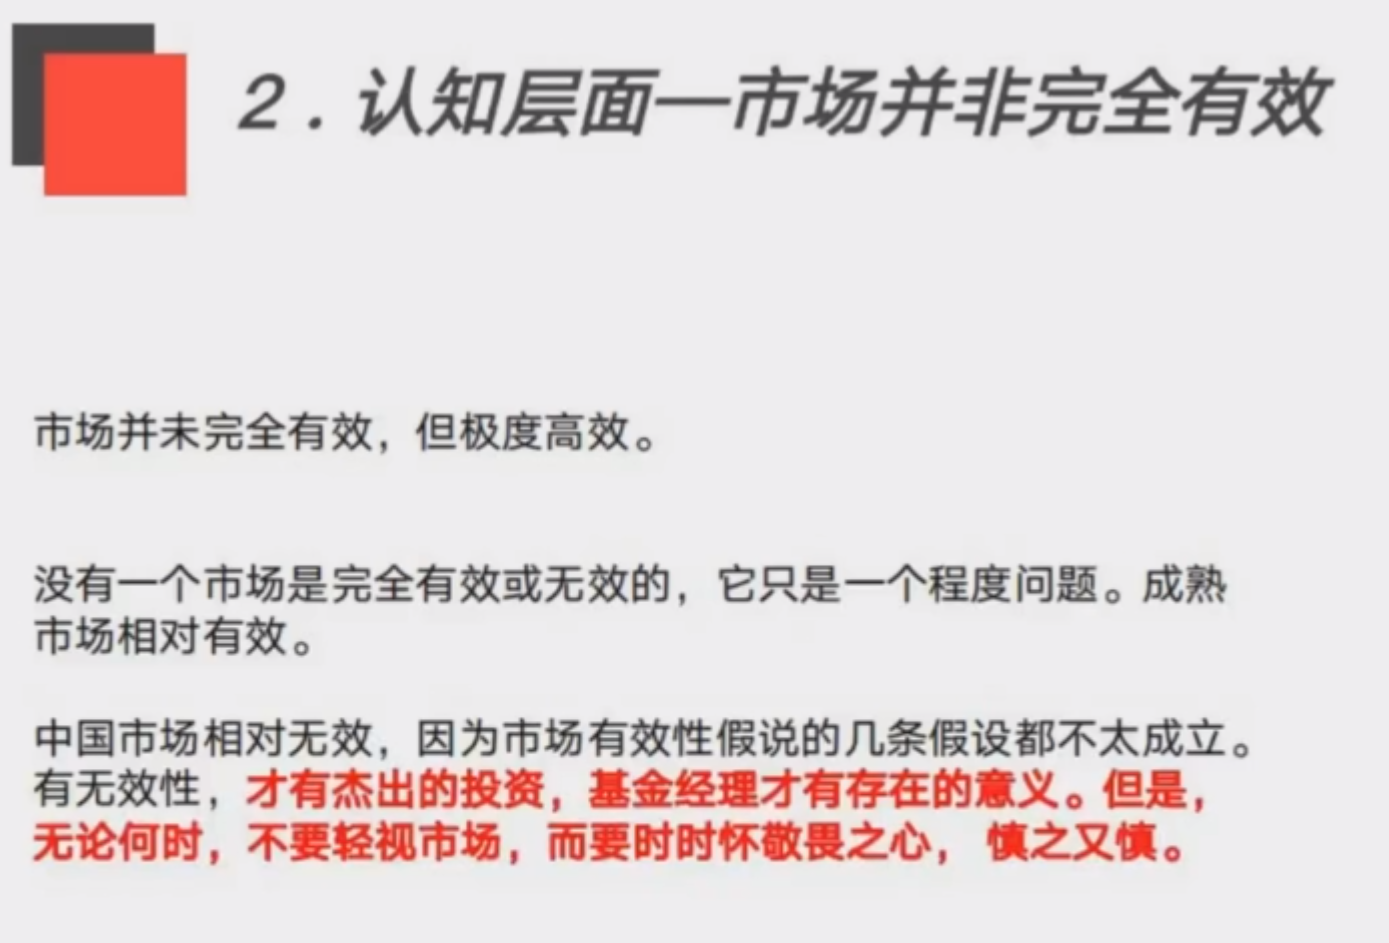 2. 认知层面—市场并非完全有效
市场并未完全有效，但极度高效。
没有一个市场是完全有效或无效的，它只是一个程度问题。成熟
市场相对有效。
中国市场相对无效，因为市场有效性假说的几条假设都不太成立。
有无效性，才有杰出的投资，基金经理才有存在的意义。但是，
无论何时，不要轻视市场，而要时时怀敬畏之心， 慎之又慎。